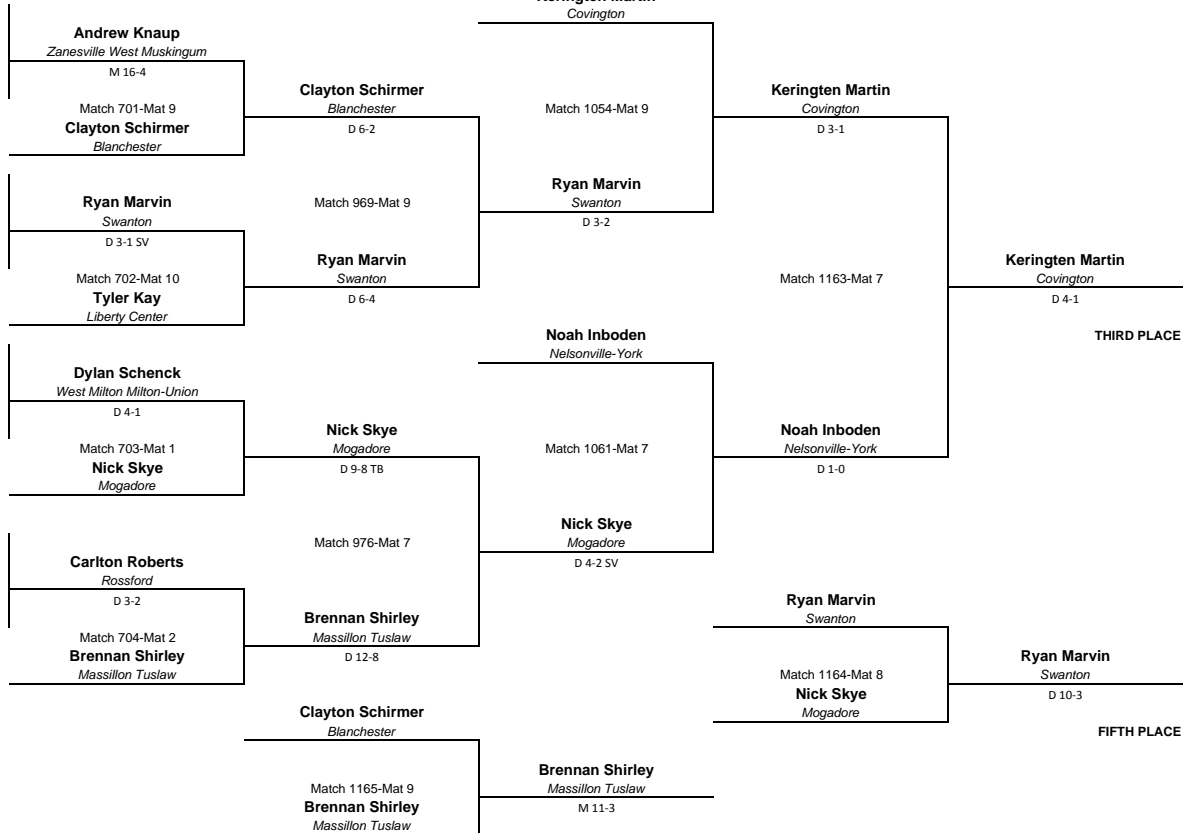 Keringten Martin
Covington
Andrew Knaup
Zanesville West Muskingum
M 16-4
Match 701-Mat 9
Clayton Schirmer
Blanchester
Ryan Marvin
Swanton
D 3-1 SV
Match 702-Mat 10
Tyler Kay
Liberty Center
Dylan Schenck
West Milton Milton-Union
D 4-1
Match 703-Mat 1
Nick Skye
Mogadore
Carlton Roberts
Rossford
D 3-2
Match 704-Mat 2
Brennan Shirley
Massillon Tuslaw
Clayton Schirmer
Blanchester
D 6-2
Match 969-Mat 9
Ryan Marvin
Swanton
D 6-4
Nick Skye
Mogadore
D 9-8 TB
Match 976-Mat 7
Brennan Shirley
Massillon Tuslaw
D 12-8
Clayton Schirmer
Blanchester
Match 1165-Mat 9
Brennan Shirley
Massillon Tuslaw
Match 1054-Mat 9
Ryan Marvin
Swanton
D 3-2
Noah Inboden
Nelsonville-York
Match 1061-Mat 7
Nick Skye
Mogadore
D 4-2 SV
Brennan Shirley
Massillon Tuslaw
M 11-3
Keringten Martin
Covington
D 3-1
Match 1163-Mat 7
Noah Inboden
Nelsonville-York
D 1-0
Ryan Marvin
Swanton
Match 1164-Mat 8
Nick Skye
Mogadore
Keringten Martin
Covington
D 4-1
THIRD PLACE
Ryan Marvin
Swanton
D 10-3
FIFTH PLACE